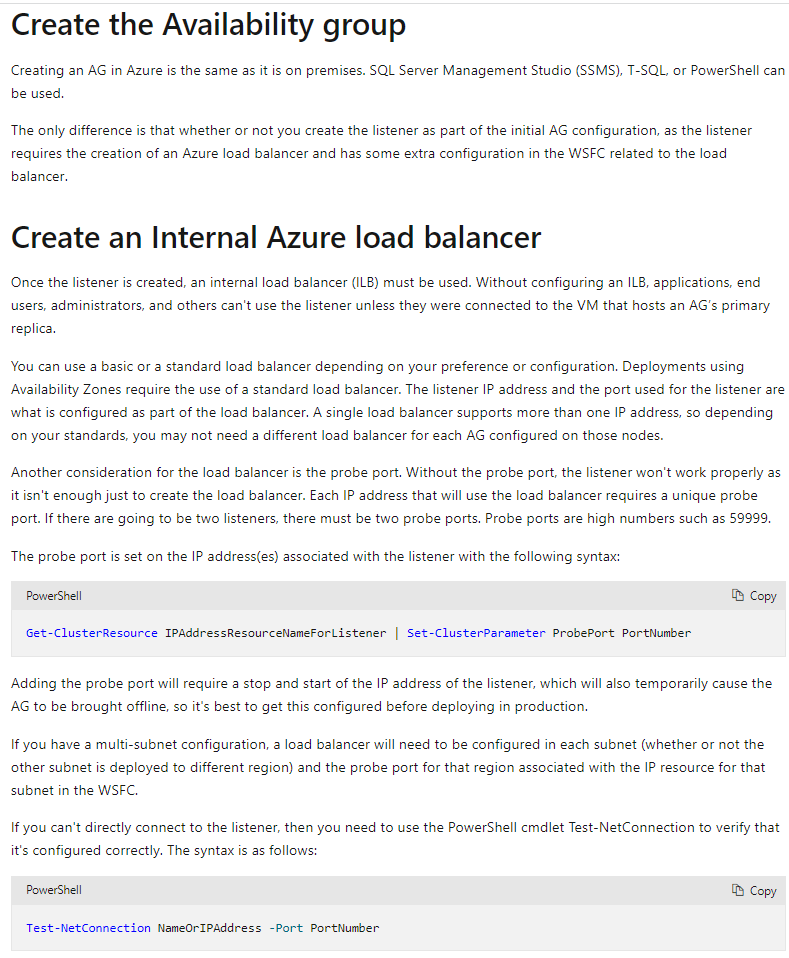 Create the Availability group
Creating an AG in Azure is the same as it is on premises. SQL Server Management Studio (SSMS), T-SQL, or PowerShell can
be used.
The only difference is that whether or not you create the listener as part of the initial AG configuration, as the listener
requires the creation of an Azure load balancer and has some extra configuration in the WSFC related to the load
balancer.
Create an Internal Azure load balancer
Once the listener is created, an internal load balancer (ILB) must be used. Without configuring an ILB, applications, end
users, administrators, and others can't use the listener unless they were connected to the VM that hosts an AG's primary
replica.
You can use a basic or a standard load balancer depending on your preference or configuration. Deployments using
Availability Zones require the use of a standard load balancer. The listener IP address and the port used for the listener are
what is configured as part of the load balancer. A single load balancer supports more than one IP address, so depending
on your standards, you may not need a different load balancer for each AG configured on those nodes.
Another consideration for the load balancer is the probe port. Without the probe port, the listener won't work properly as
it isn't enough just to create the load balancer. Each IP address that will use the load balancer requires a unique probe
port. If there are going to be two listeners, there must be two probe ports. Probe ports are high numbers such as 59999.
The probe port is set on the IP address(es) associated with the listener with the following syntax:
PowerShell Copy
Get-ClusterResource IPAddressResourceNameForListener | Set-ClusterParameter ProbePort PortNumber
Adding the probe port will require a stop and start of the IP address of the listener, which will also temporarily cause the
AG to be brought offline, so it's best to get this configured before deploying in production.
If you have a multi-subnet configuration, a load balancer will need to be configured in each subnet (whether or not the
other subnet is deployed to different region) and the probe port for that region associated with the IP resource for that
subnet in the WSFC.
If you can't directly connect to the listener, then you need to use the PowerShell cmdlet Test-NetConnection to verify that
it's configured correctly. The syntax is as follows:
PowerShell Copy
Test-NetConnection NameOrIPAddress -Port PortNumber